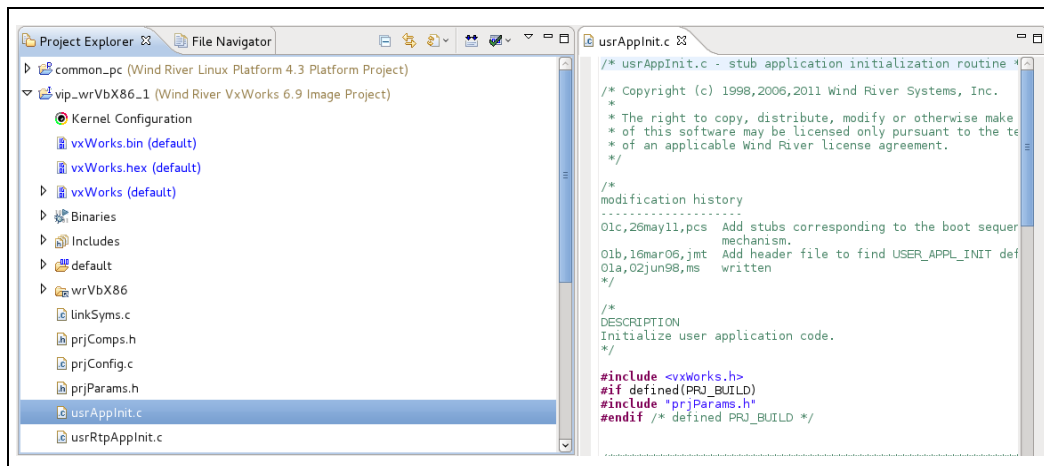 Project Explorer
File Navigator
common_pc (Wind River Linux Platform 4.3 Platform Project)
vip_wrVbX86_1 (Wind River VxWorks 6.9 Image Project)
Kernel Configuration
vxWorks.bin (default)
vxWorks.hex (default)
vxWorks (default)
Binaries
Includes
default
wrVbX86
linkSyms.c
prjComps.h
prjConfig.c
prjParams.h
usrAppInit.c
usrRtpAppInit.c
usrAppInit.c
/* usrAppInit.c - stub application initialization routine *
/* Copyright (c) 1998,2006,2011 Wind River Systems, Inc.
*
* The right to copy, distribute, modify or otherwise make
* of this software may be licensed only pursuant to the te
* of an applicable Wind River license agreement.
*/
/*
modification history
--------------------
01c,26may11,pcs Add stubs corresponding to the boot sequen
mechanism.
01b,16mar06,jmt Add header file to find USER_APPL_INIT def
01a,02jun98,ms written
*/
/*
DESCRIPTION
Initialize user application code.
*/
#include <vxWorks.h>
#if defined(PRJ_BUILD)
#include "prjParams.h"
#endif /* defined PRJ_BUILD */